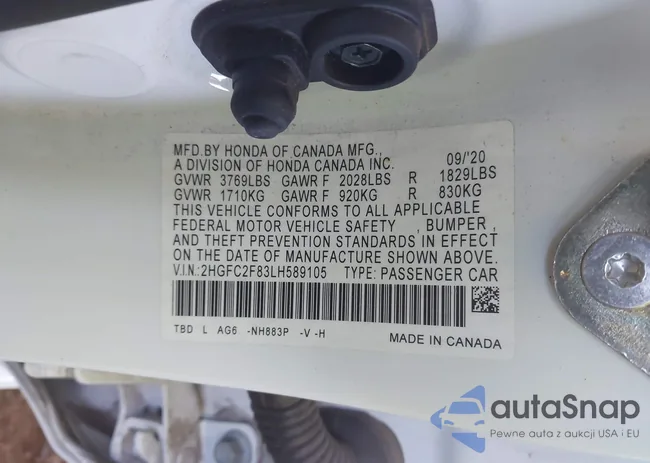 MFD.BY HONDA OF CANADA MFG.,
A DIVISION OF HONDA CANADA INC. 09/'20
GVWR 3769LBS GAWR F 2028LBS R 1829LBS
GVWR 1710KG GAWR F 920KG R 830KG
THIS VEHICLE CONFORMS TO ALL APPLICABLE
FEDERAL MOTOR VEHICLE SAFETY , BUMPER,
AND THEFT PREVENTION STANDARDS IN EFFECT
ON THE DATE OF MANUFACTURE SHOWN ABOVE.
V.I.N.:2HGFC2F83LH589105 TYPE: PASSENGER CAR
TBD L AG6 -NH883P -V -H
MADE IN CANADA
autaSnap
Pewne auta z aukcji USA i EU